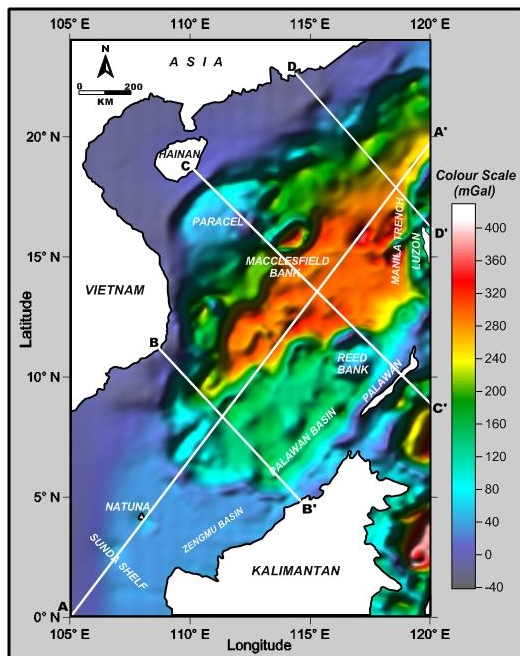 105° E 110° E 115° E 120° E
A S I A
N
0 200
KM
D
A'
20° N
HAINAN
C
Colour Scale
(mGal)
PARACEL
MANILA TRENCH
LUZON
D'
400
360
320
280
240
200
160
120
80
40
0
-40
15° N
MACCLESFIELD
BANK
VIETNAM
Latitude
B
REED
BANK
10° N
PALAWAN
C'
PALAWAN BASIN
5° N
B'
NATUNA
ZENGMU BASIN
SUNDA SHELF
KALIMANTAN
A
0° N
105° E 110° E 115° E 120° E
Longitude